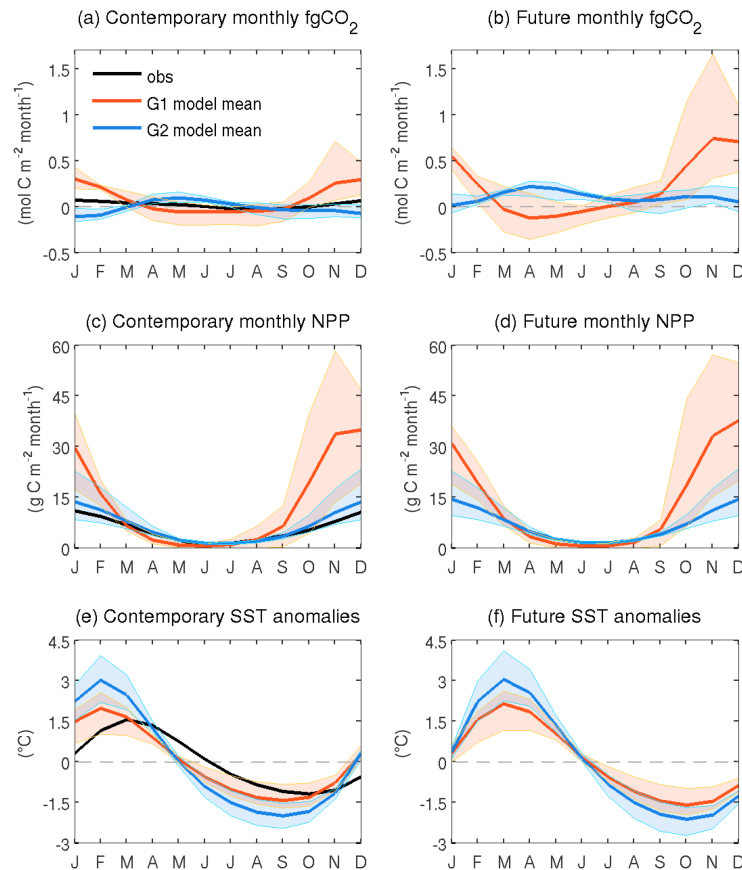 (a) Contemporary monthly fgCO2
(mol C m⁻² month⁻¹)
1.5
1
0.5
0
-0.5
obs
G1 model mean
G2 model mean
J F M A M J J A S O N D
(b) Future monthly fgCO2
(mol C m⁻² month⁻¹)
1.5
1
0.5
0
-0.5
J F M A M J J A S O N D
(c) Contemporary monthly NPP
(g C m⁻² month⁻¹)
60
45
30
15
0
J F M A M J J A S O N D
(d) Future monthly NPP
(g C m⁻² month⁻¹)
60
45
30
15
0
J F M A M J J A S O N D
(e) Contemporary SST anomalies
(°C)
4.5
3
1.5
0
-1.5
-3
J F M A M J J A S O N D
(f) Future SST anomalies
(°C)
4.5
3
1.5
0
-1.5
-3
J F M A M J J A S O N D